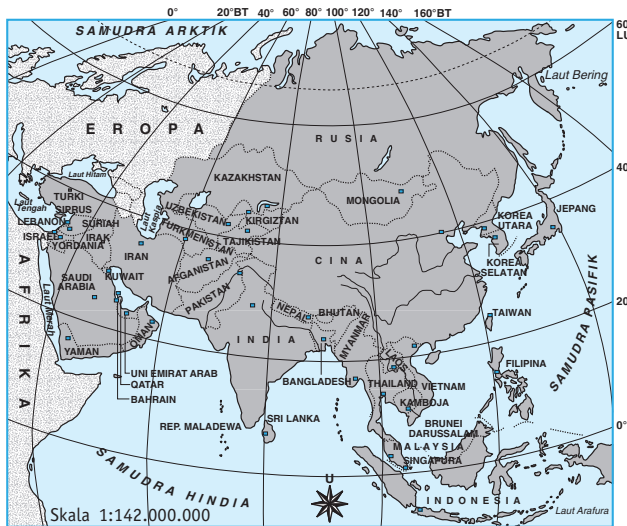 0° 20°BT 40° 60° 80° 100° 120° 140° 160°BT
60
LU
SAMUDRA ARKTIK
Laut Bering
EROPA
RUSIA
KAZAKHSTAN
Laut Hitam
40
MONGOLIA
TURKI
Laut Tengah
SIPBUS
Laut Kaspia
UZBEKISTAN
KIRGIZTAN
JEPANG
KOREA UTARA
LEBANON
SURIAH
TURKMENISTAN
ISRAEL
IRAK
TAJIKISTAN
YORDANIA
IRAN
CINA
KOREA SELATAN
AFRIKA
KUWAIT
AFGANISTAN
SAUDI ARABIA
PAKISTAN
SAMUDRA PASIFIK
20
Laut Merah
NEPAL
BHUTAN
TAIWAN
OMAN
INDIA
MYANMAR
YAMAN
LAOS
UNI EMIRAT ARAB
QATAR
BAHRAIN
BANGLADESH
THAILAND
VIETNAM
FILIPINA
KAMBOJA
REP. MALADEWA
SRI LANKA
BRUNEI DARUSSALAM
0°
MALAYSIA
SINGAPURA
SAMUDRA HINDIA
U
INDONESIA
Skala 1:142.000.000
Laut Arafura